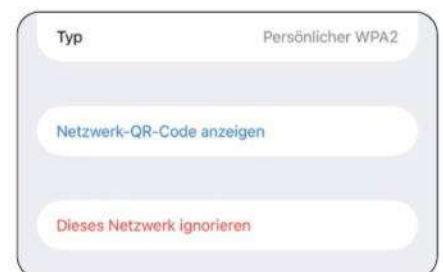 Typ Persönlicher WPA2
Netzwerk-QR-Code anzeigen
Dieses Netzwerk ignorieren